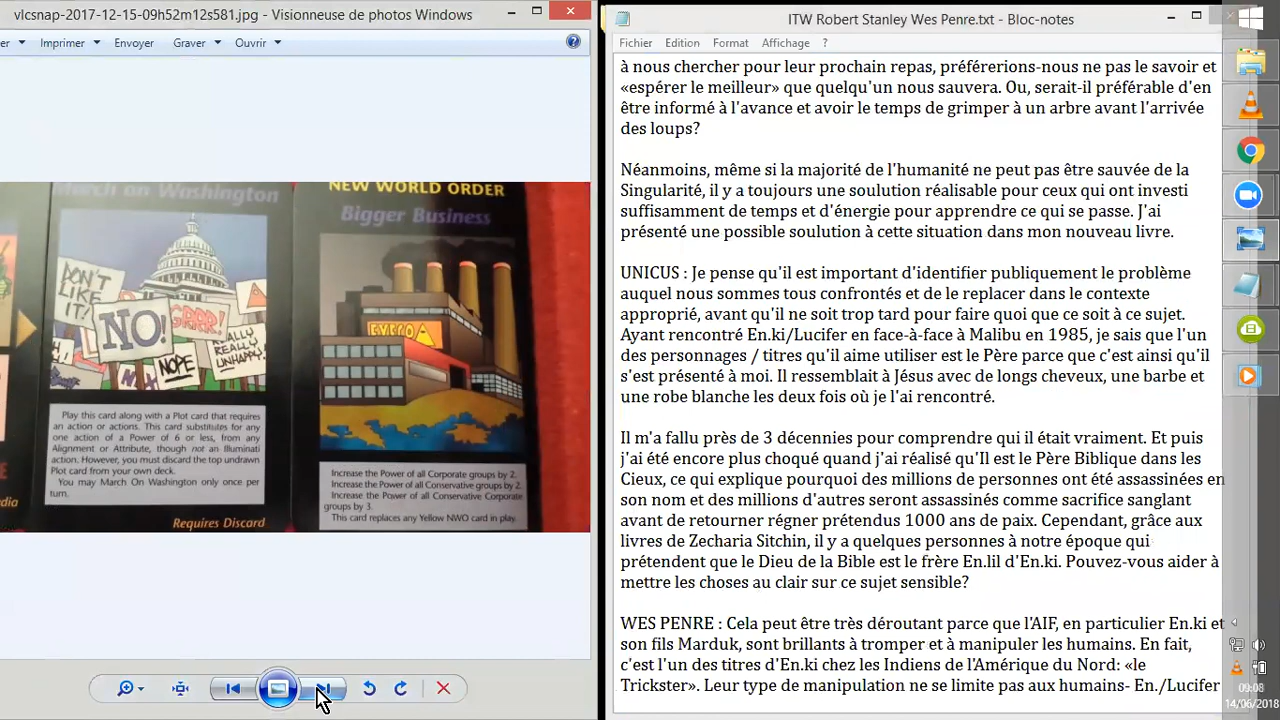 vlcsnap-2017-12-15-09h52m12s581.jpg - Visionneuse de photos Windows
Imprimer
Envoyer
Graver
Ouvrir
March on Washington
DON'T LIKE IT!
NO!
GRRR!
NOPE
REALLY UNHAPPY!
Play this card along with a Plot card that requires
an action or actions. This card substitutes for any
one action of a Power of 6 or less, from any
Alignment or Attribute, though not an Illuminati
action. However, you must discard the top undrawn
Plot card from your own deck.
You may March On Washington only once per
turn.
Requires Discard
NEW WORLD ORDER
Bigger Business
Increase the Power of all Corporate groups by 2.
Increase the Power of all Conservative groups by 2.
Increase the Power of all Conservative Corporate
groups by 3.
This card replaces any Yellow NWO card in play.
ITW Robert Stanley Wes Penre.txt - Bloc-notes
Fichier Edition Format Affichage ?
à nous chercher pour leur prochain repas, préférerions-nous ne pas le savoir et
«espérer le meilleur» que quelqu'un nous sauvera. Ou, serait-il préférable d'en
être informé à l'avance et avoir le temps de grimper à un arbre avant l'arrivée
des loups?
Néanmoins, même si la majorité de l'humanité ne peut pas être sauvée de la
Singularité, il y a toujours une soulution réalisable pour ceux qui ont investi
suffisamment de temps et d'énergie pour apprendre ce qui se passe. J'ai
présenté une possible soulution à cette situation dans mon nouveau livre.
UNICUS : Je pense qu'il est important d'identifier publiquement le problème
auquel nous sommes tous confrontés et de le replacer dans le contexte
approprié, avant qu'il ne soit trop tard pour faire quoi que ce soit à ce sujet.
Ayant rencontré En.ki/Lucifer en face-à-face à Malibu en 1985, je sais que l'un
des personnages / titres qu'il aime utiliser est le Père parce que c'est ainsi qu'il
s'est présenté à moi. Il ressemblait à Jésus avec de longs cheveux, une barbe et
une robe blanche les deux fois où je l'ai rencontré.
Il m'a fallu près de 3 décennies pour comprendre qui il était vraiment. Et puis
j'ai été encore plus choqué quand j'ai réalisé qu'Il est le Père Biblique dans les
Cieux, ce qui explique pourquoi des millions de personnes ont été assassinées en
son nom et des millions d'autres seront assassinés comme sacrifice sanglant
avant de retourner régner prétendus 1000 ans de paix. Cependant, grâce aux
livres de Zecharia Sitchin, il y a quelques personnes à notre époque qui
prétendent que le Dieu de la Bible est le frère En.lil d'En.ki. Pouvez-vous aider à
mettre les choses au clair sur ce sujet sensible?
WES PENRE : Cela peut être très déroutant parce que l'AIF, en particulier En.ki et
son fils Marduk, sont brillants à tromper et à manipuler les humains. En fait,
c'est l'un des titres d'En.ki chez les Indiens de l'Amérique du Nord: «le
Trickster». Leur type de manipulation ne se limite pas aux humains- En./Lucifer
09:08
14/06/2018